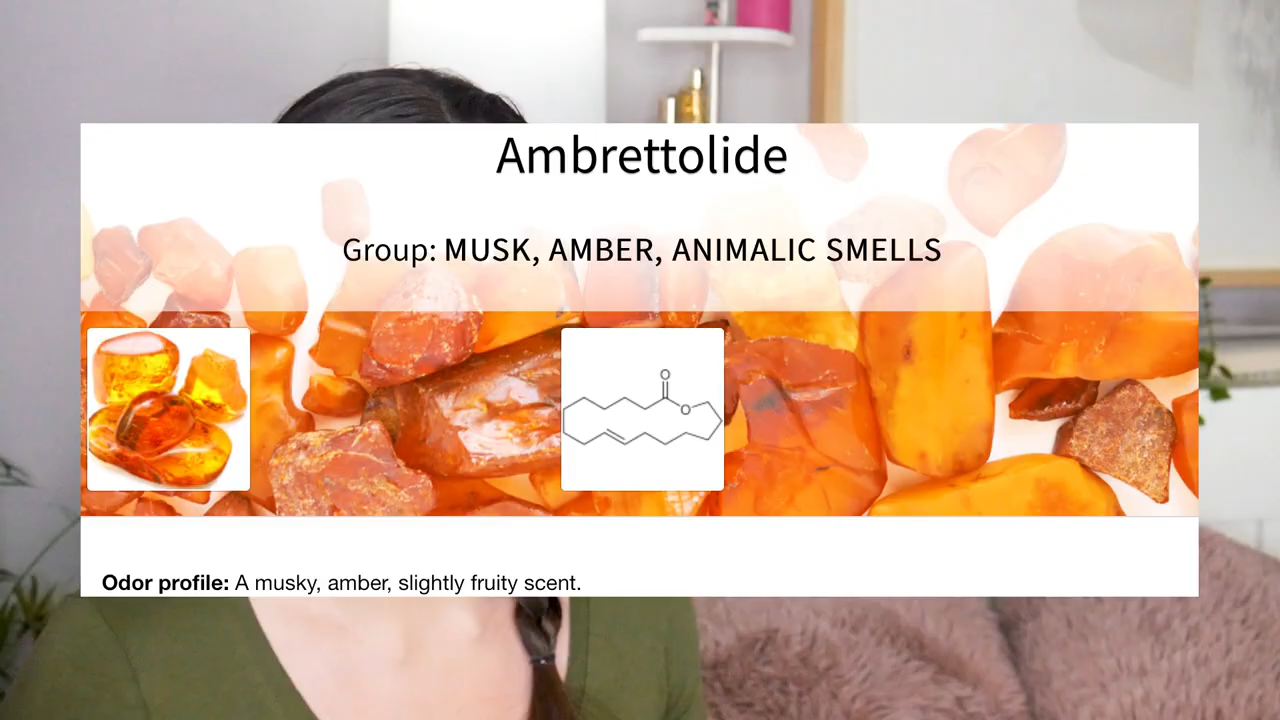 Ambrettolide
Group: MUSK, AMBER, ANIMALIC SMELLS
O
O
Odor profile: A musky, amber, slightly fruity scent.